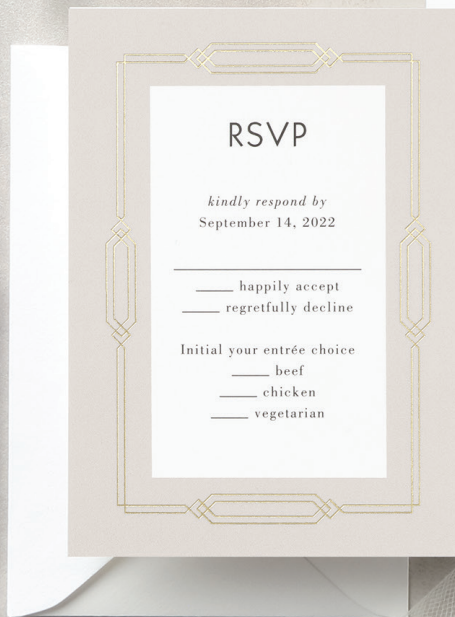 RSVP
kindly respond by
September 14, 2022
happily accept
regretfully decline
Initial your entrée choice
beef
chicken
vegetarian